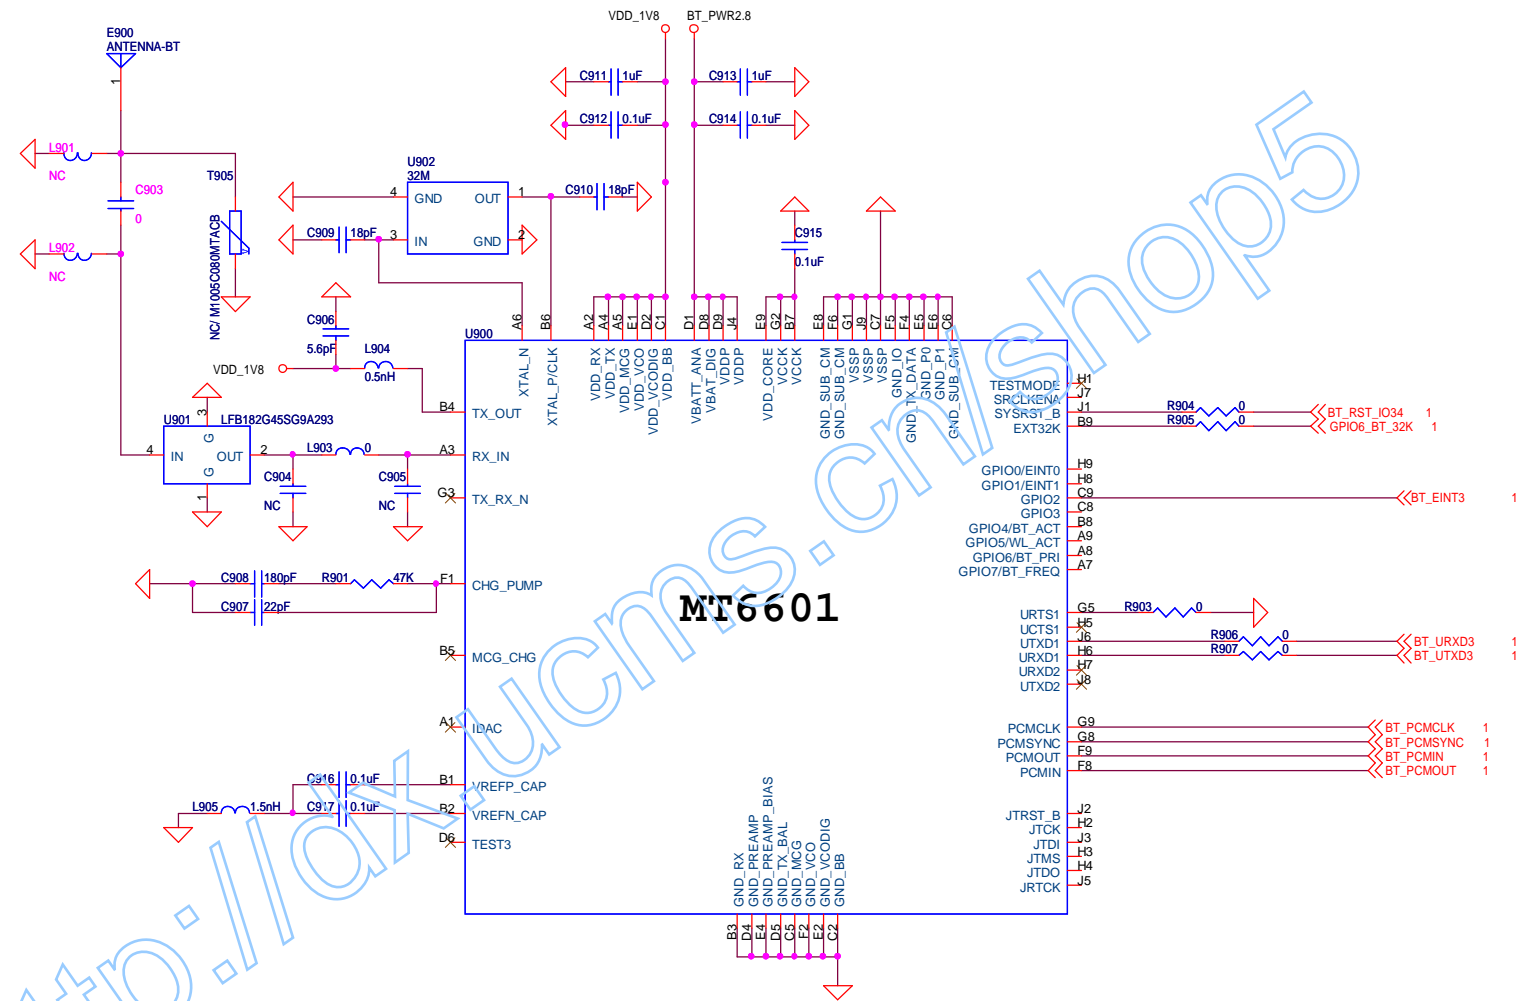 VDD_1V8
BT_PWR2.8
E900
ANTENNA-BT
1
C911
1uF
C913
1uF
C912
0.1uF
C914
0.1uF
L901
NC
C903
0
L902
NC
T905
NC/ M1005C080MTACB
U902
32M
4
GND
OUT
1
3
IN
GND
2
C910
18pF
C909
18pF
C915
0.1uF
C906
5.6pF
L904
0.5nH
VDD_1V8
U901
LFB182G45SG9A293
3
G
4
IN
OUT
2
G
1
L903
0
C904
NC
C905
NC
C908
180pF
R901
47K
C907
22pF
C916
0.1uF
C917
0.1uF
L905
1.5nH
U900
MT6601
A6
XTAL_N
B6
XTAL_P/CLK
A2
VDD_RX
A4
VDD_TX
A5
VDD_MCG
E1
VDD_VCO
D2
VDD_VCODIG
C1
VDD_BB
D1
VBATT_ANA
D8
VBAT_DIG
D9
VDDP
J4
VDDP
E9
VDD_CORE
G2
VCCK
B7
VCCK
E8
GND_SUB_CM
F6
GND_SUB_CM
G1
VSSP
J9
VSSP
C7
VSSP
F5
GND_IO
F4
GND_TX_DATA
E5
GND_P0
E6
GND_P1
C6
GND_SUB_CM
B4
TX_OUT
A3
RX_IN
G3
TX_RX_N
F1
CHG_PUMP
B5
MCG_CHG
A1
IDAC
B1
VREFP_CAP
B2
VREFN_CAP
D6
TEST3
TESTMODE
H1
SRCLKENA
J7
SYSRST_B
J1
R904
0
BT_RST_IO34
1
EXT32K
B9
R905
0
GPIO6_BT_32K
1
GPIO0/EINT0
H9
GPIO1/EINT1
H8
GPIO2
C9
BT_EINT3
1
GPIO3
C8
GPIO4/BT_ACT
B8
GPIO5/WL_ACT
A9
GPIO6/BT_PRI
A8
GPIO7/BT_FREQ
A7
URTS1
G5
R903
0
UCTS1
H5
UTXD1
J6
R906
0
BT_URXD3
1
URXD1
H6
R907
0
BT_UTXD3
1
URXD2
H7
UTXD2
J8
PCMCLK
G9
BT_PCMCLK
1
PCMSYNC
G8
BT_PCMSYNC
1
PCMOUT
F9
BT_PCMIN
1
PCMIN
F8
BT_PCMOUT
1
JTRST_B
J2
JTCK
H2
JTDI
J3
JTMS
H3
JTDO
H4
JRTCK
J5
GND_RX
B3
GND_PREAMP
D4
GND_PREAMP_BIAS
E4
GND_TX_BAL
D5
GND_MCG
C5
GND_VCO
F2
GND_VCODIG
E2
GND_BB
C2
ttp://dx.ucms.cn/shop5